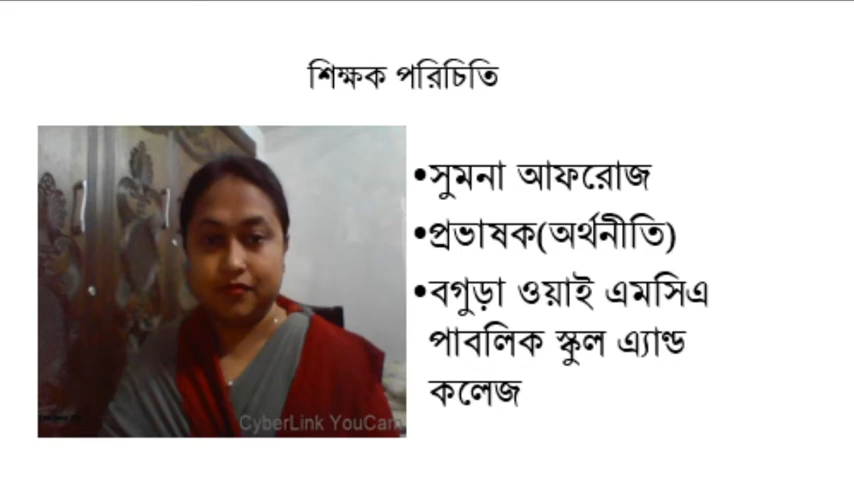 শিক্ষক পরিচিতি
•সুমনা আফরোজ
•প্রভাষক(অর্থনীতি)
•বগুড়া ওয়াই এমসিএ
পাবলিক স্কুল এ্যান্ড
কলেজ
CyberLink YouCam